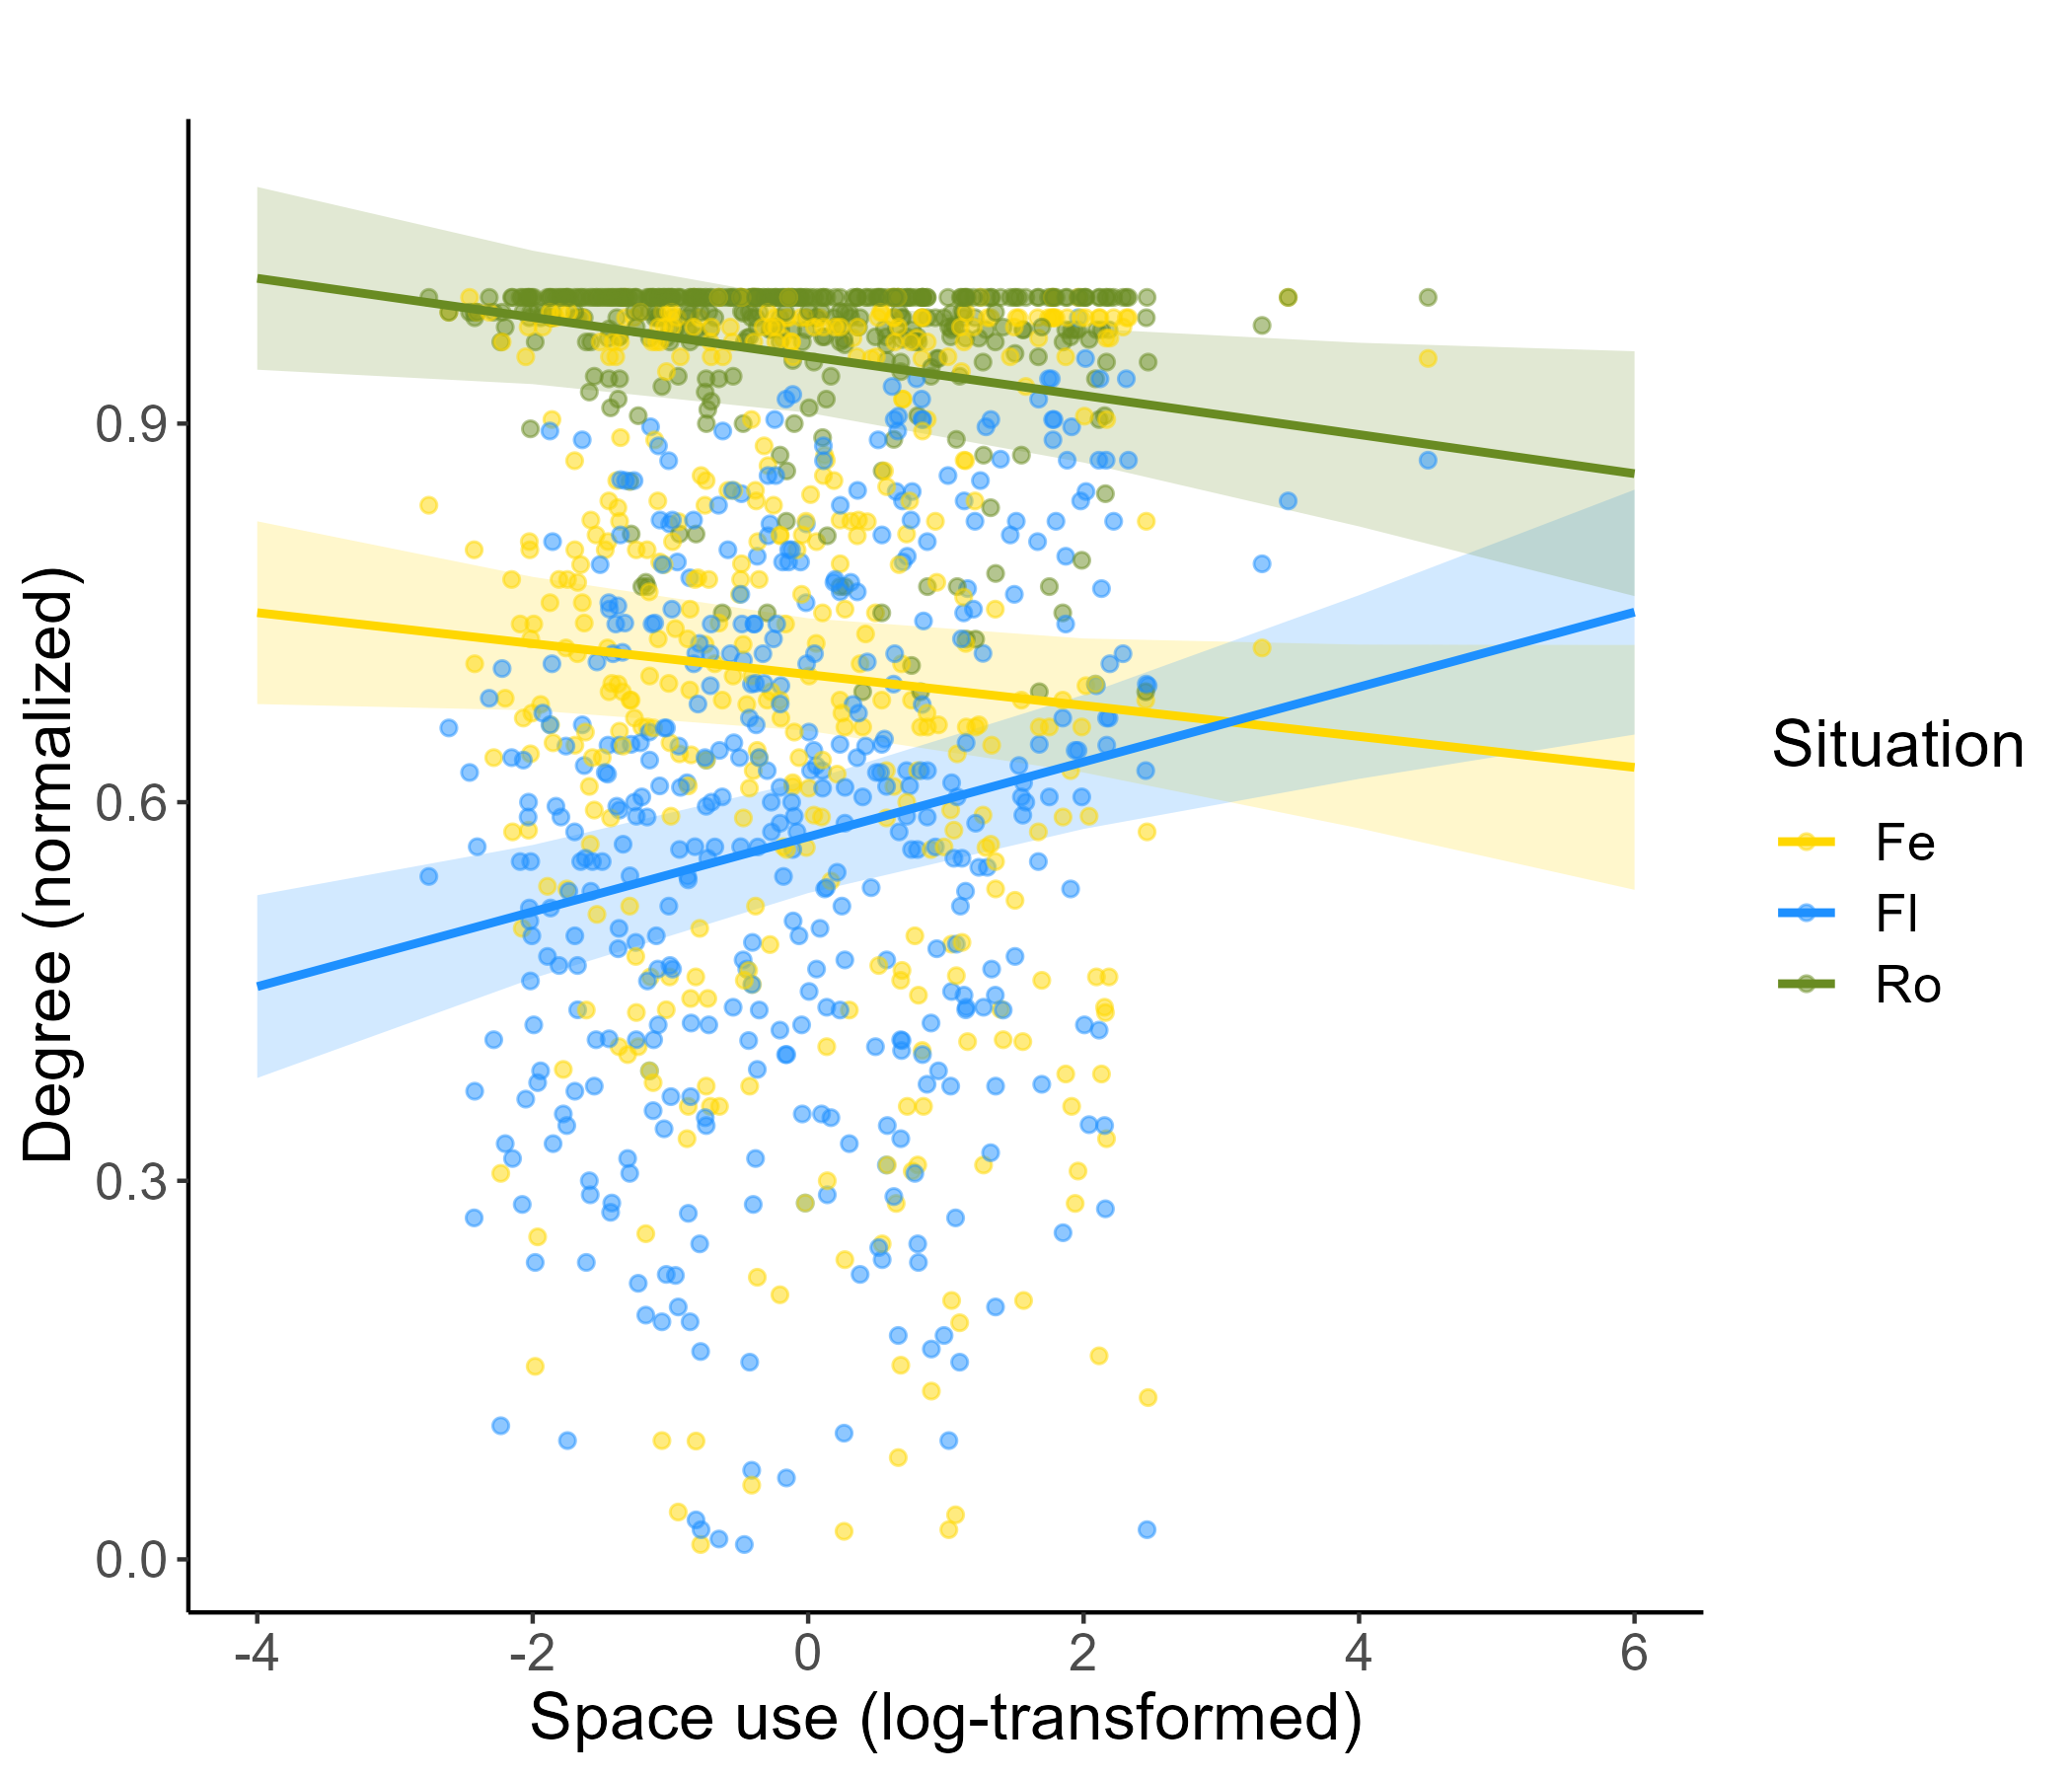 Degree (normalized)
0.9
0.6
0.3
0.0
-4 -2 0 2 4 6
Space use (log-transformed)
Situation
Fe
Fl
Ro